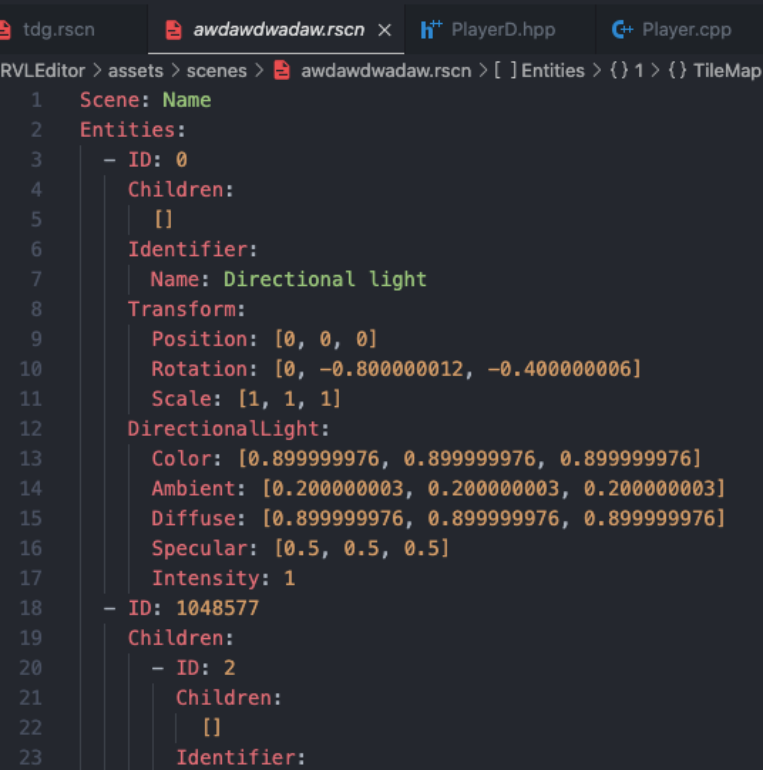 tdg.rscn awdawdwadaw.rscn × h++ PlayerD.hpp C++ Player.cpp
RVLEditor > assets > scenes > awdawdwadaw.rscn > [ ] Entities > {} 1 > {} TileMap
1 Scene: Name
2 Entities:
3 - ID: 0
4 Children:
5 []
6 Identifier:
7 Name: Directional light
8 Transform:
9 Position: [0, 0, 0]
10 Rotation: [0, -0.800000012, -0.400000006]
11 Scale: [1, 1, 1]
12 DirectionalLight:
13 Color: [0.899999976, 0.899999976, 0.899999976]
14 Ambient: [0.200000003, 0.200000003, 0.200000003]
15 Diffuse: [0.899999976, 0.899999976, 0.899999976]
16 Specular: [0.5, 0.5, 0.5]
17 Intensity: 1
18 - ID: 1048577
19 Children:
20 - ID: 2
21 Children:
22 []
23 Identifier: